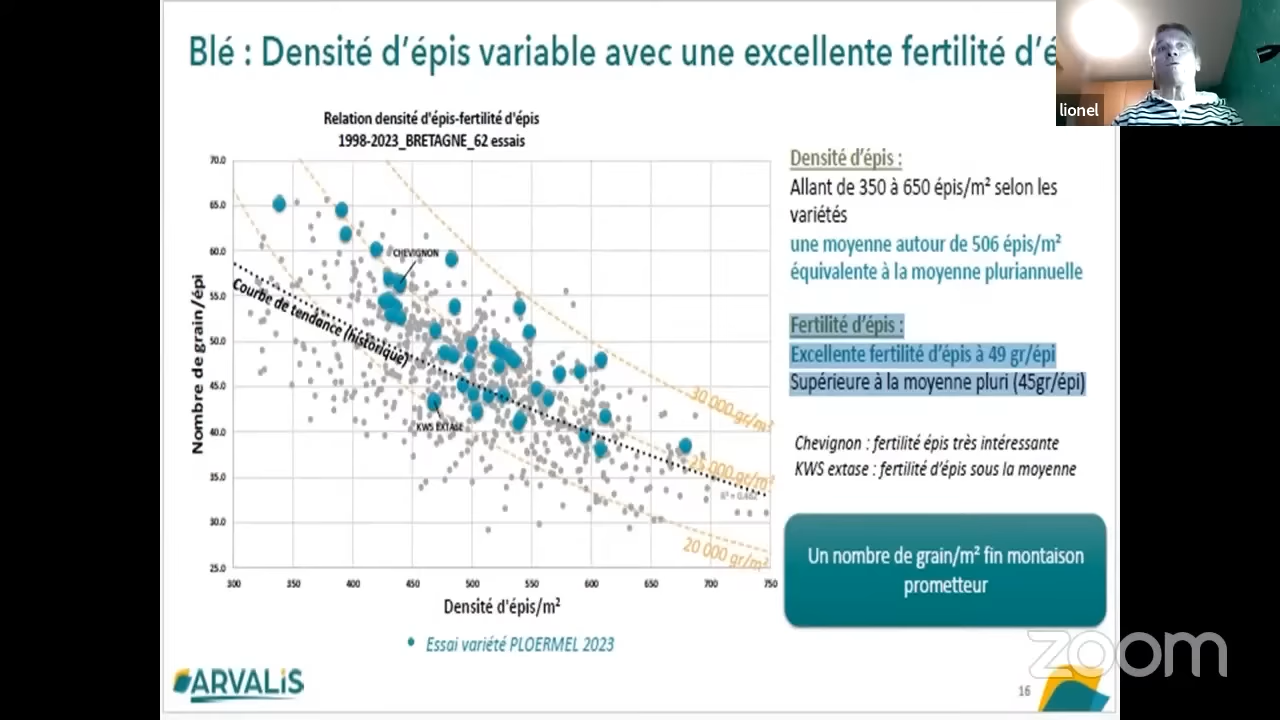 Blé : Densité d'épis variable avec une excellente fertilité d'é
lionel
Relation densité d'épis-fertilité d'épis
1998-2023_BRETAGNE_62 essais
Nombre de grain/épi
70.0
65.0
60.0
55.0
50.0
45.0
40.0
35.0
30.0
25.0
CHEVIGNON
Courbe de tendance (historique)
KWS EXTASE
30 000 gr/m²
25 000 gr/m²
20 000 gr/m²
300 350 400 450 500 550 600 650 700 750
Densité d'épis/m²
Essai variété PLOERMEL 2023
Densité d'épis :
Allant de 350 à 650 épis/m² selon les
variétés
une moyenne autour de 506 épis/m²
équivalente à la moyenne pluriannuelle
Fertilité d'épis :
Excellente fertilité d'épis à 49 gr/épi
Supérieure à la moyenne pluri (45gr/épi)
Chevignon : fertilité épis très intéressante
KWS extase : fertilité d'épis sous la moyenne
Un nombre de grain/m² fin montaison
prometteur
ARVALIS
16
zoom